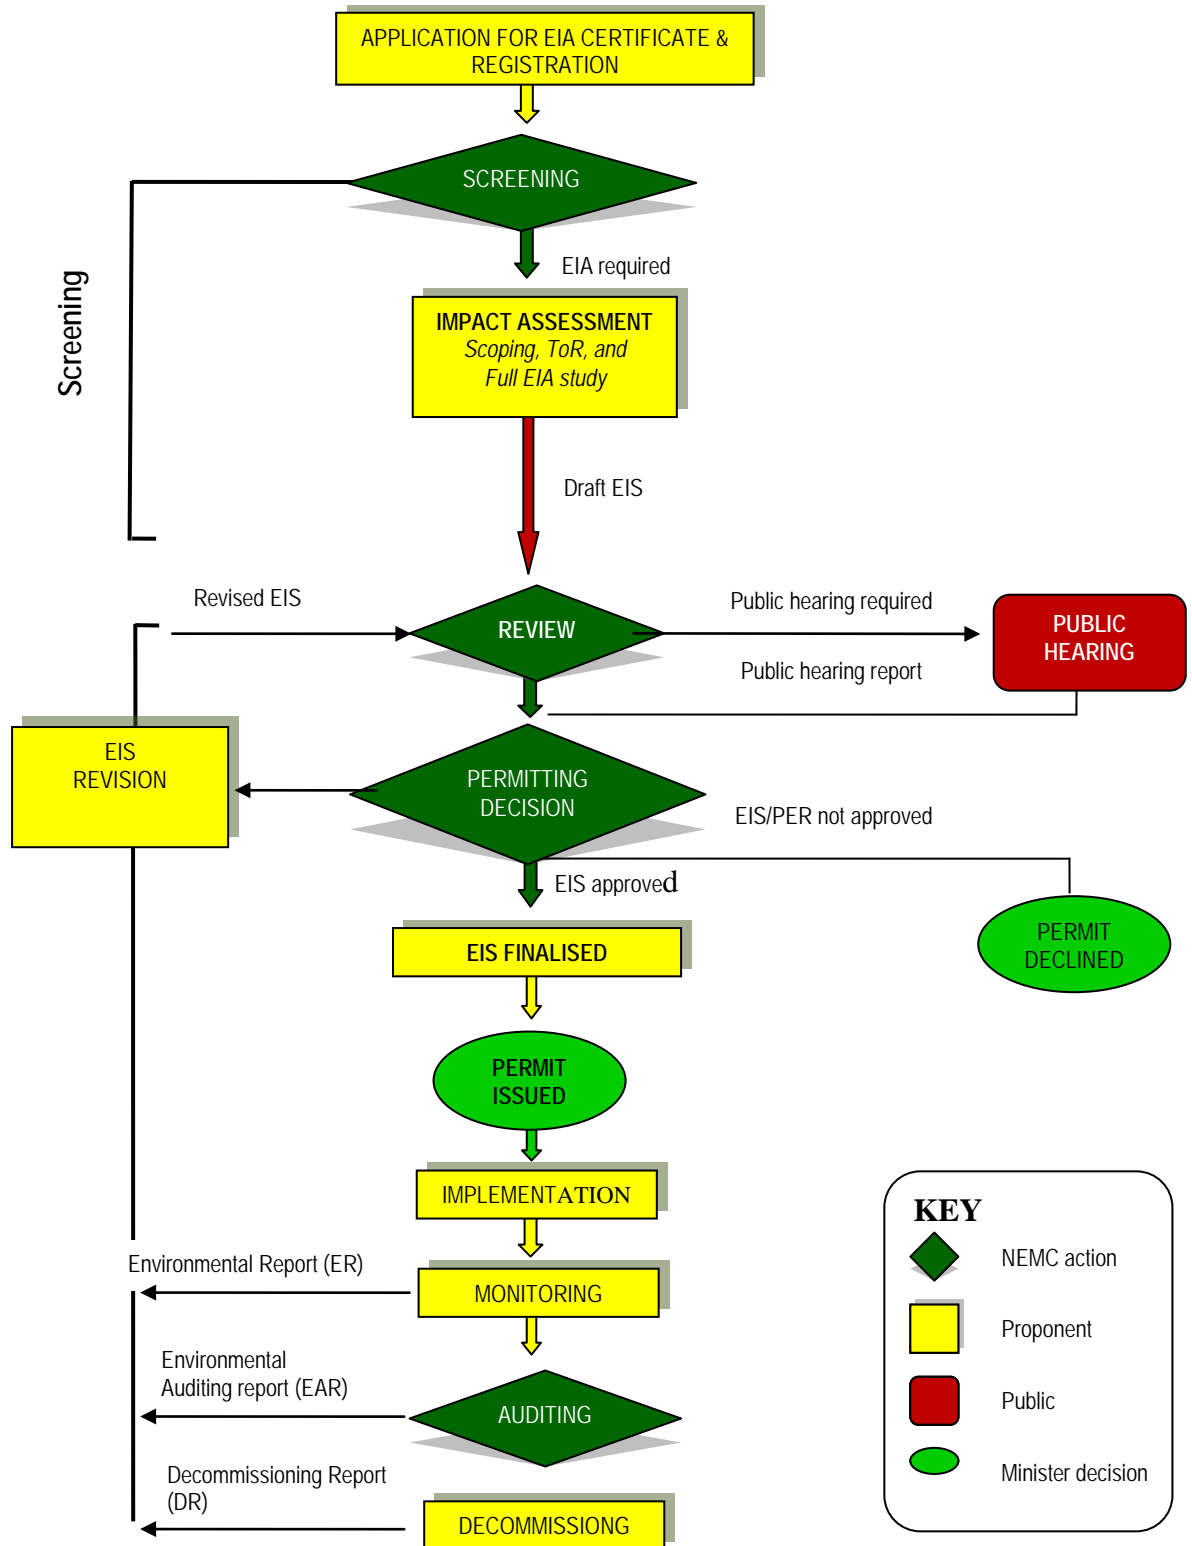 APPLICATION FOR EIA CERTIFICATE &
REGISTRATION
SCREENING
Screening
EIA required
IMPACT ASSESSMENT
Scoping, ToR, and
Full EIA study
Draft EIS
Revised EIS
REVIEW
Public hearing required
PUBLIC
HEARING
Public hearing report
EIS
REVISION
PERMITTING
DECISION
EIS/PER not approved
EIS approved
PERMIT
DECLINED
EIS FINALISED
PERMIT
ISSUED
IMPLEMENTATION
Environmental Report (ER)
MONITORING
Environmental
Auditing report (EAR)
AUDITING
Decommissioning Report
(DR)
DECOMMISSIONG
KEY
NEMC action
Proponent
Public
Minister decision